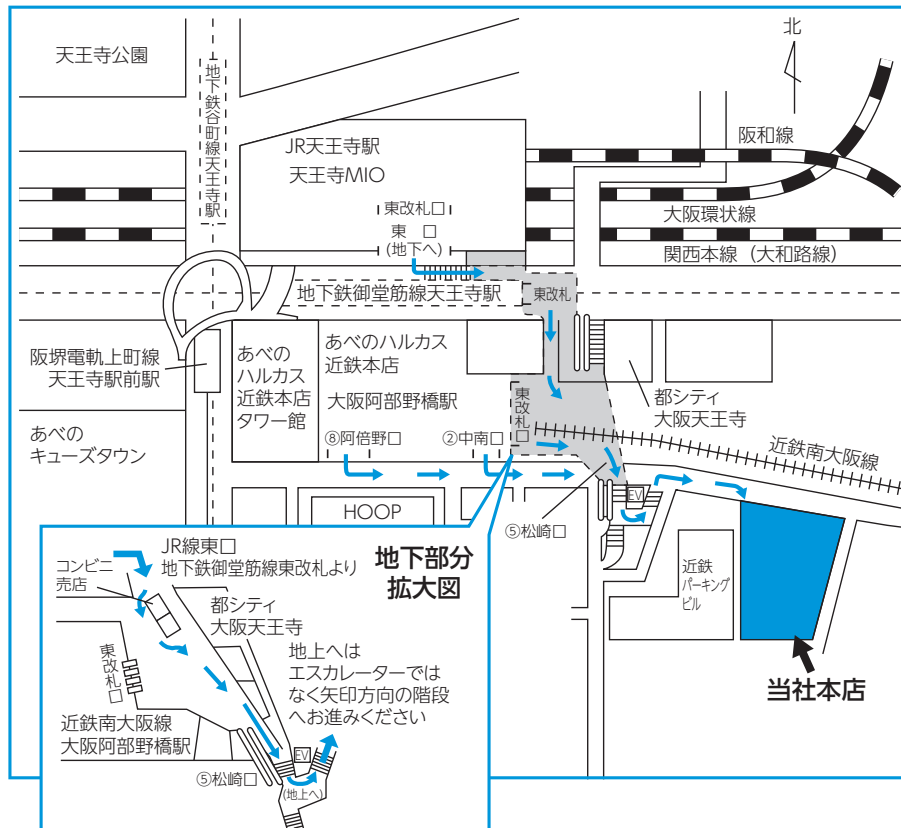 天王寺公園
北
地下鉄谷町線天王寺駅
阪和線
JR天王寺駅
天王寺MIO
大阪環状線
東改札口
東 口
(地下へ)
関西本線（大和路線）
地下鉄御堂筋線天王寺駅
東改札
阪堺電軌上町線
天王寺駅前駅
あべの
ハルカス
近鉄本店
タワー館
あべのハルカス
近鉄本店
大阪阿部野橋駅
東改札口
都シティ
大阪天王寺
あべの
キューズタウン
⑧阿倍野口
②中南口
近鉄南大阪線
HOOP
EV
⑤松崎口
近鉄
パーキング
ビル
当社本店
地下部分
拡大図
JR線東口
地下鉄御堂筋線東改札より
コンビニ
売店
都シティ
大阪天王寺
東改札口
地上へは
エスカレーターでは
なく矢印方向の階段
へお進みください
近鉄南大阪線
大阪阿部野橋駅
EV
⑤松崎口
(地上へ)